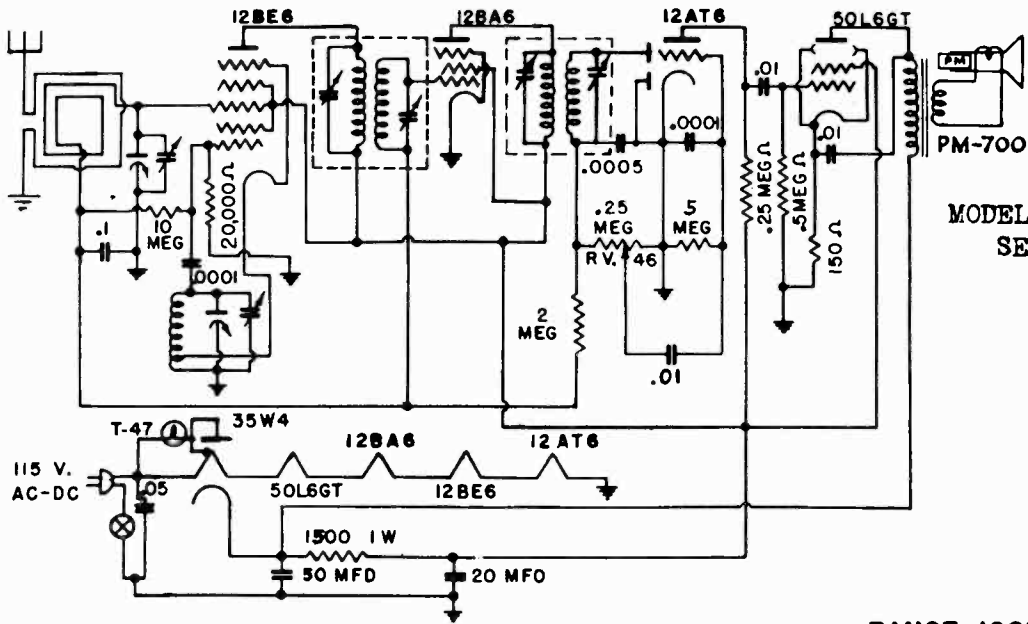 12BE6
12BA6
12AT6
50L6GT
PM
PM-700
.01
.01
.0001
.0005
.25 MEG Ω
.5 MEG Ω
150 Ω
MODEL
SE
10 MEG
.1
20,000 Ω
.0001
.25 MEG
R V. 46
5 MEG
2 MEG
.01
T-47
35W4
12BA6
12AT6
115 V.
AC-DC
.05
50L6GT
12BE6
1500 1W
50 MFD
20 MFD